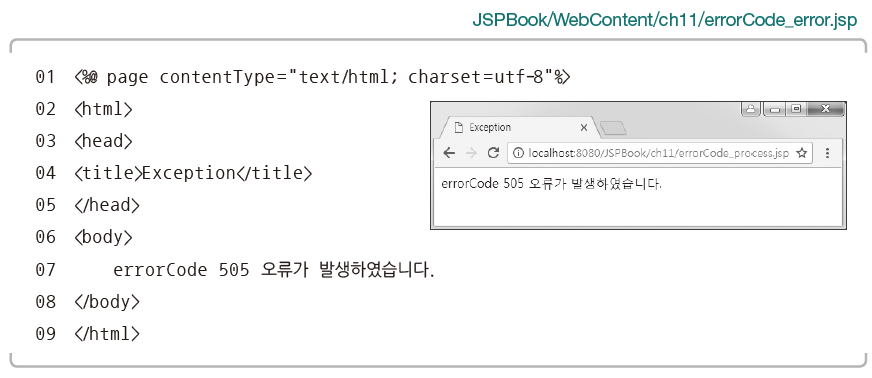 JSPBook/WebContent/ch11/errorCode_error.jsp
01 <%@ page contentType="text/html; charset=utf-8"%>
02 <html>
03 <head>
04 <title>Exception</title>
05 </head>
06 <body>
07 errorCode 505 오류가 발생하였습니다.
08 </body>
09 </html>
Exception
localhost:8080/JSPBook/ch11/errorCode_process.jsp
errorCode 505 오류가 발생하였습니다.